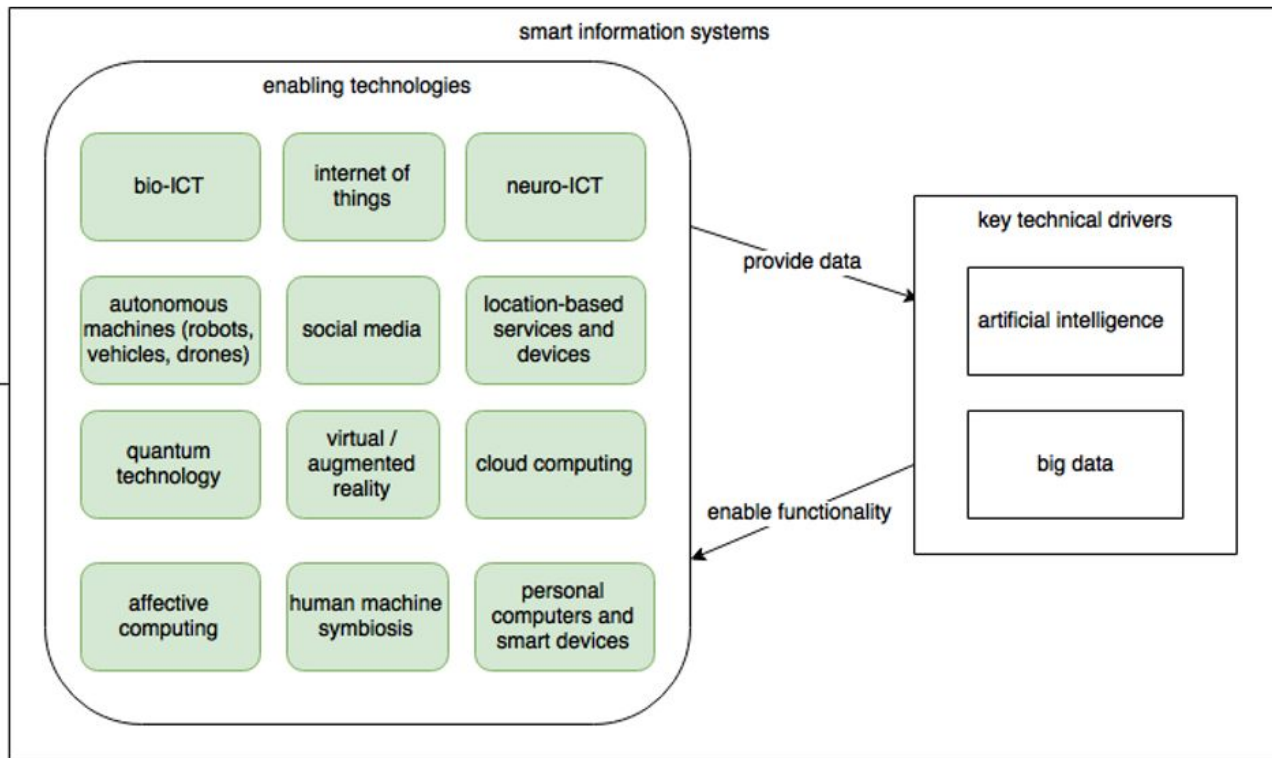 smart information systems
enabling technologies
bio-ICT
internet of
things
neuro-ICT
autonomous
machines (robots,
vehicles, drones)
social media
location-based
services and
devices
quantum
technology
virtual /
augmented
reality
cloud computing
affective
computing
human machine
symbiosis
personal
computers and
smart devices
provide data
enable functionality
key technical drivers
artificial intelligence
big data